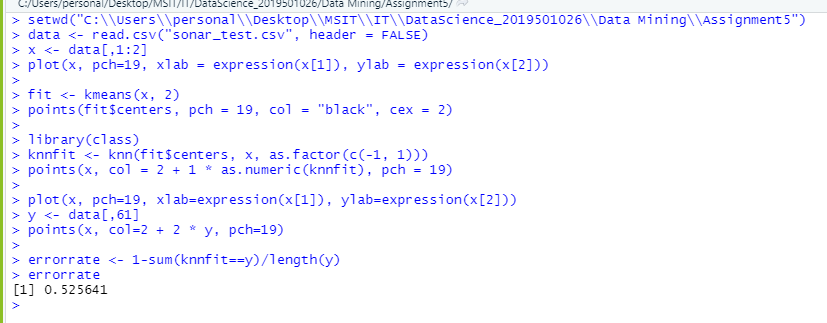 C:/Users/personal/Desktop/MSIT/IT/DataScience_2019501026/Data Mining/Assignment5/
> setwd("C:\\Users\\personal\\Desktop\\MSIT\\IT\\DataScience_2019501026\\Data Mining\\Assignment5")
> data <- read.csv("sonar_test.csv", header = FALSE)
> x <- data[,1:2]
> plot(x, pch=19, xlab = expression(x[1]), ylab = expression(x[2]))
>
> fit <- kmeans(x, 2)
> points(fit$centers, pch = 19, col = "black", cex = 2)
>
> library(class)
> knnfit <- knn(fit$centers, x, as.factor(c(-1, 1)))
> points(x, col = 2 + 1 * as.numeric(knnfit), pch = 19)
>
> plot(x, pch=19, xlab=expression(x[1]), ylab=expression(x[2]))
> y <- data[,61]
> points(x, col=2 + 2 * y, pch=19)
>
> errorrate <- 1-sum(knnfit==y)/length(y)
> errorrate
[1] 0.525641
>